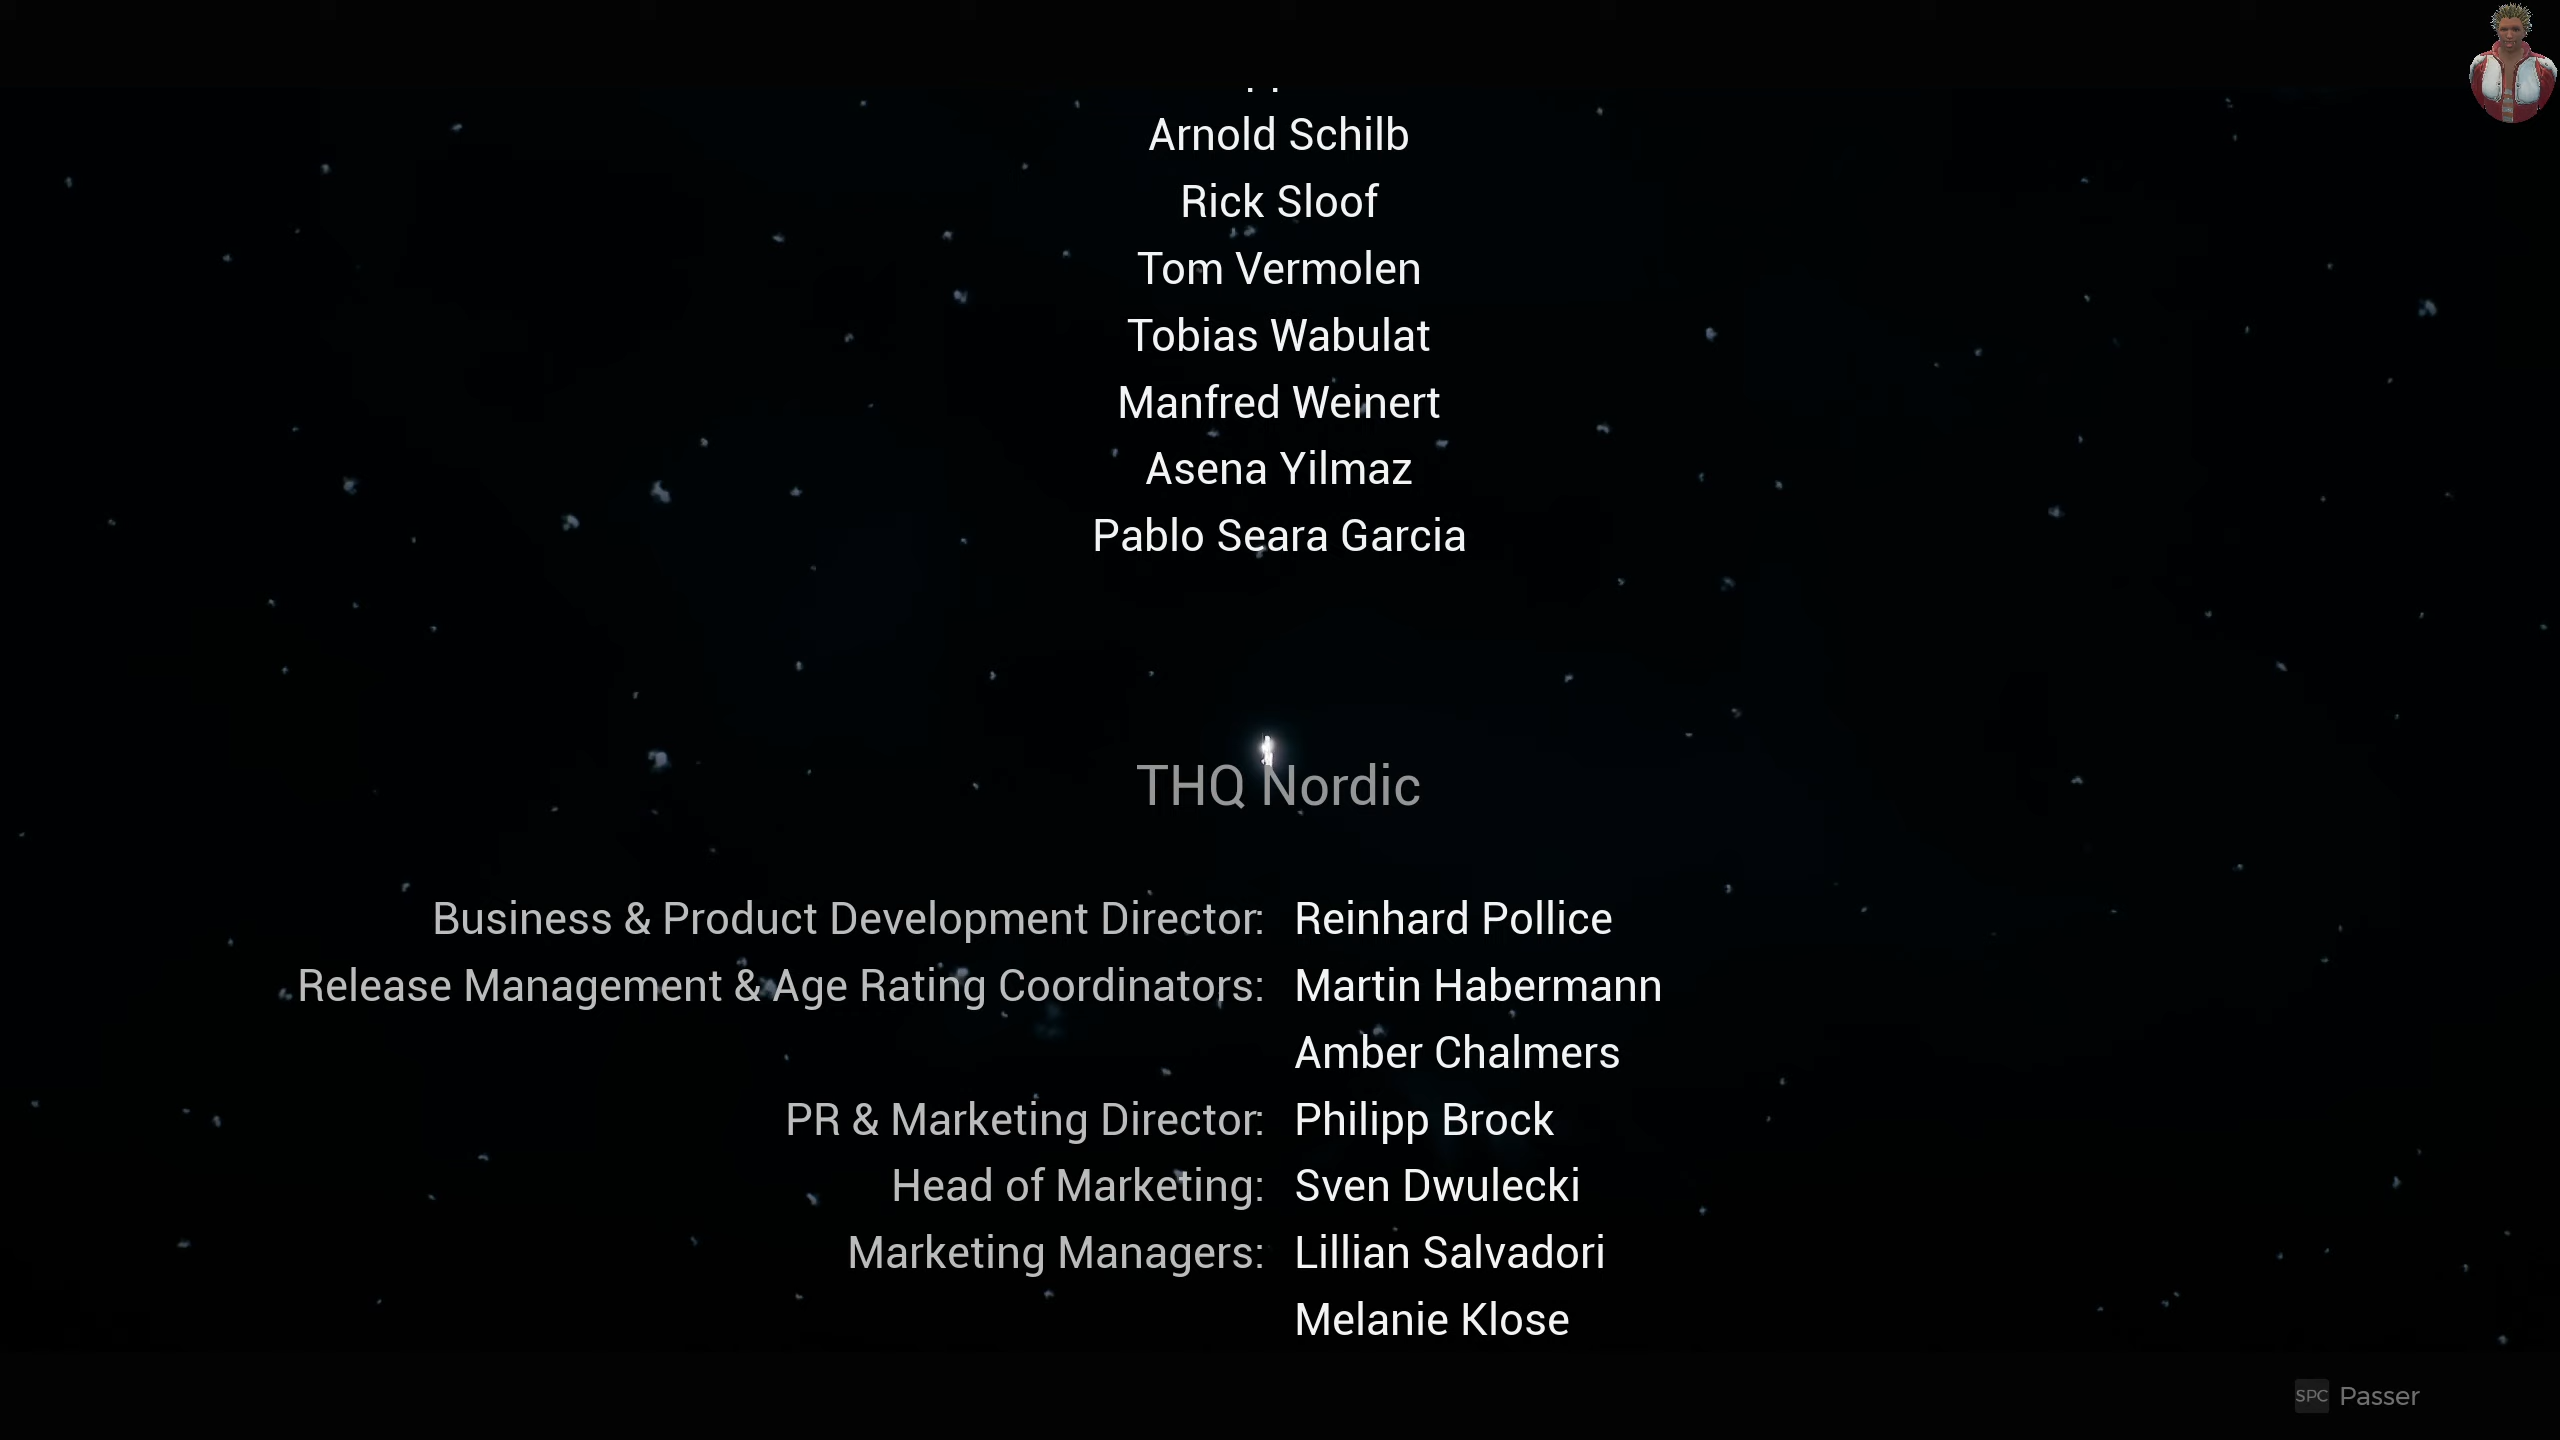 Arnold Schilb
Rick Sloof
Tom Vermolen
Tobias Wabulat
Manfred Weinert
Asena Yilmaz
Pablo Seara Garcia
THQ Nordic
Business & Product Development Director: Reinhard Pollice
Release Management & Age Rating Coordinators: Martin Habermann
Amber Chalmers
PR & Marketing Director: Philipp Brock
Head of Marketing: Sven Dwulecki
Marketing Managers: Lillian Salvadori
Melanie Klose
SPC Passer